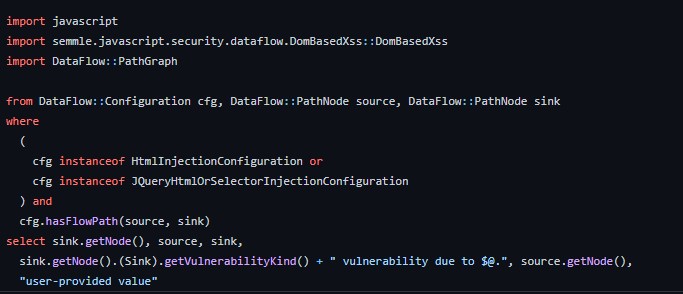 import javascript
import semmle.javascript.security.dataflow.DomBasedXss::DomBasedXss
import DataFlow::PathGraph

from DataFlow::Configuration cfg, DataFlow::PathNode source, DataFlow::PathNode sink
where
  (
    cfg instanceof HtmlInjectionConfiguration or
    cfg instanceof JQueryHtmlOrSelectorInjectionConfiguration
  ) and
  cfg.hasFlowPath(source, sink)
select sink.getNode(), source, sink,
  sink.getNode().(Sink).getVulnerabilityKind() + " vulnerability due to $@.", source.getNode(),
  "user-provided value"